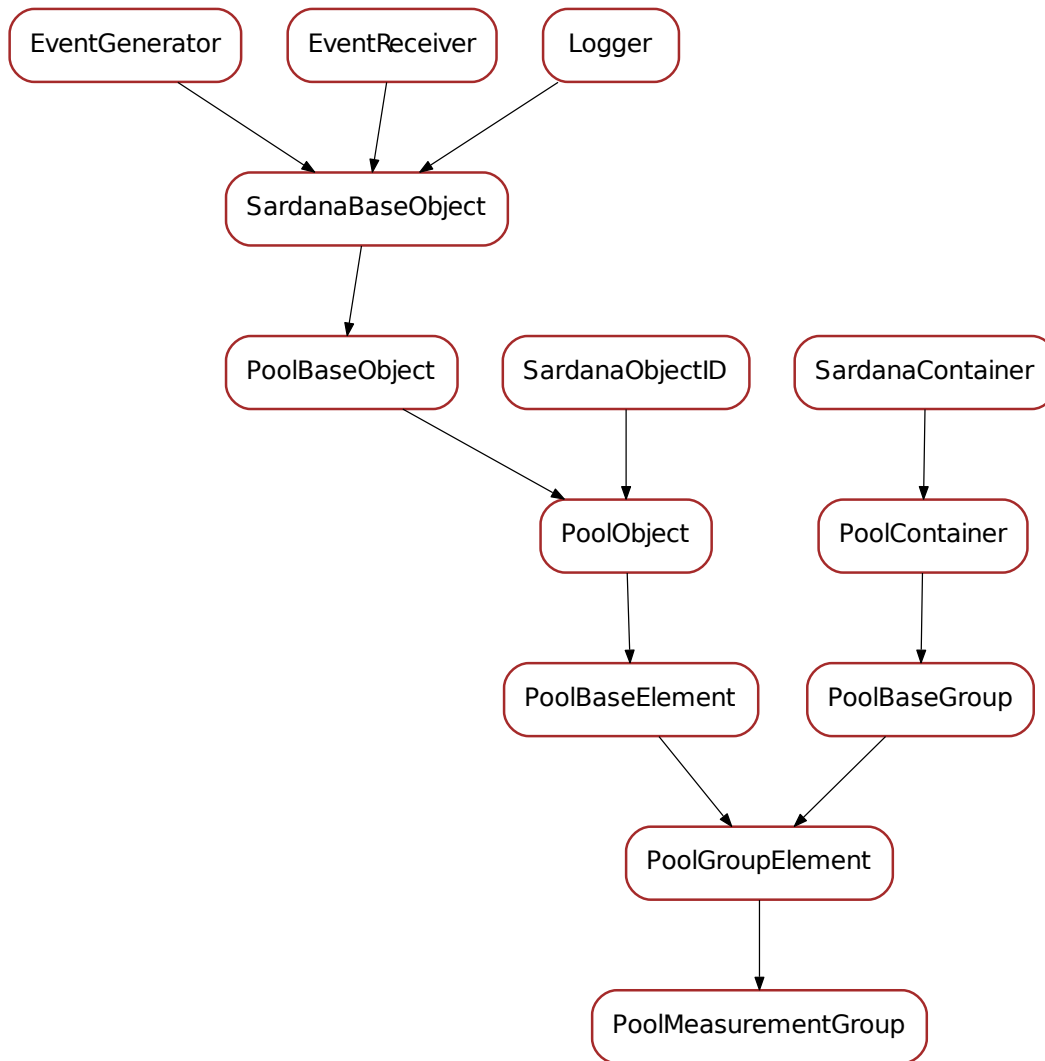 EventGenerator
EventReceiver
Logger
SardanaBaseObject
PoolBaseObject
SardanaObjectID
SardanaContainer
PoolObject
PoolContainer
PoolBaseElement
PoolBaseGroup
PoolGroupElement
PoolMeasurementGroup